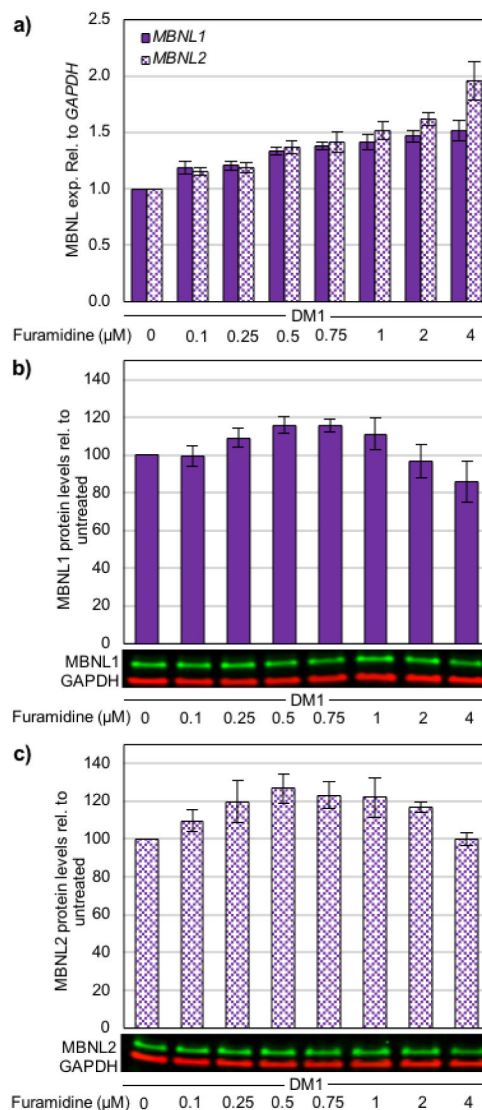 a)
MBNL exp. Rel. to GAPDH
2.5
2.0
1.5
1.0
0.5
0.0
MBNL1
MBNL2
DM1
Furamidine (µM) 0 0.1 0.25 0.5 0.75 1 2 4
b)
MBNL1 protein levels rel. to
untreated
140
120
100
80
60
40
20
0
MBNL1
GAPDH
DM1
Furamidine (µM) 0 0.1 0.25 0.5 0.75 1 2 4
c)
MBNL2 protein levels rel. to
untreated
140
120
100
80
60
40
20
0
MBNL2
GAPDH
DM1
Furamidine (µM) 0 0.1 0.25 0.5 0.75 1 2 4